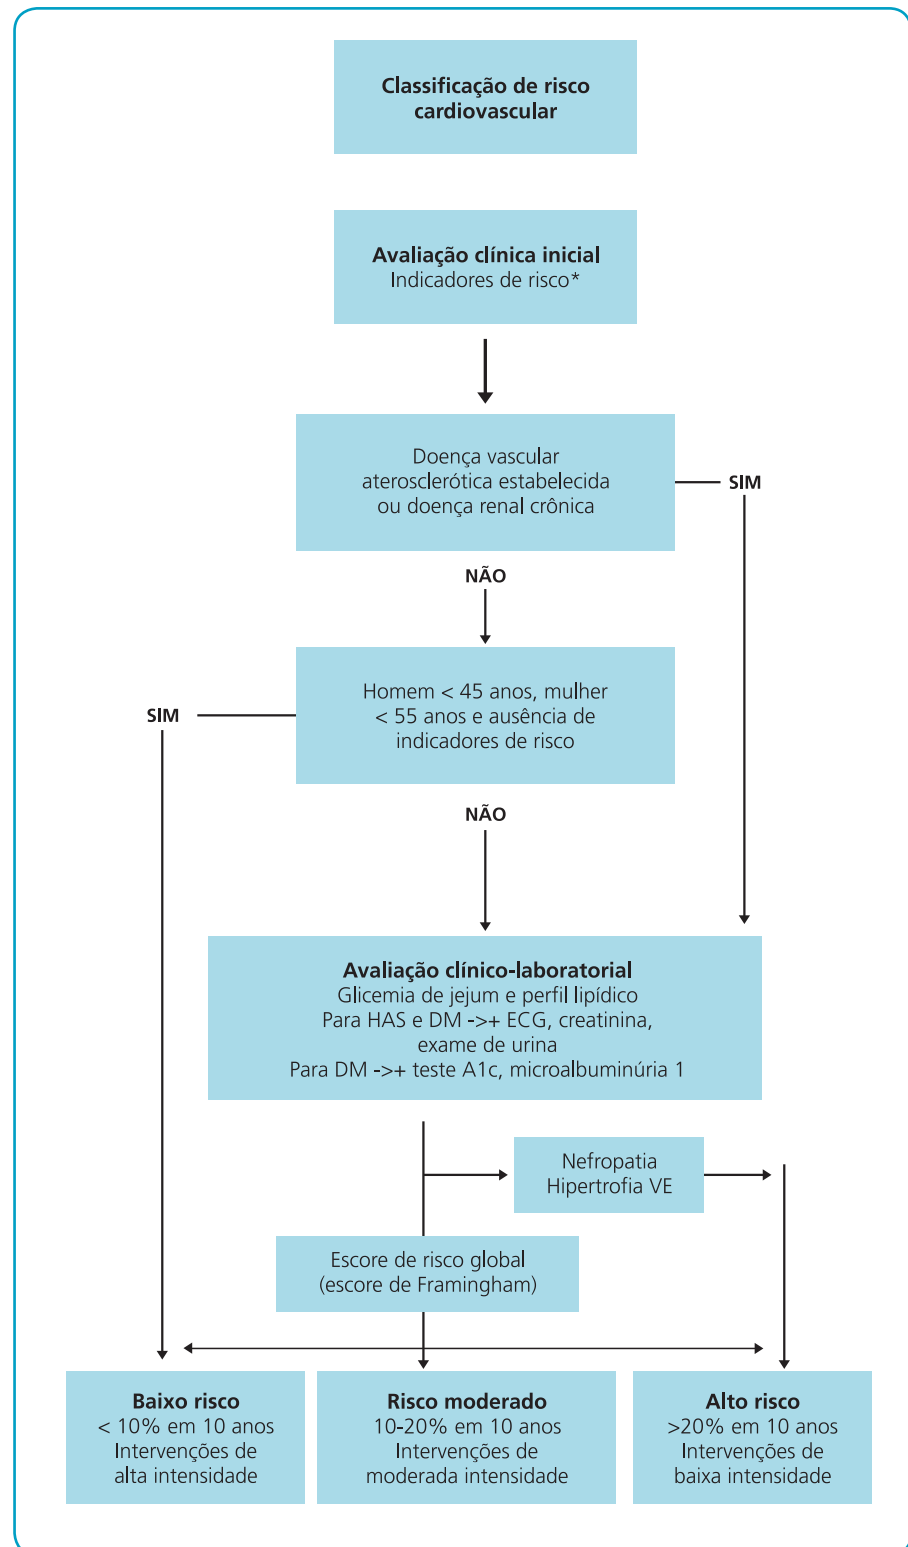 Classificação de risco
cardiovascular
Avaliação clínica inicial
Indicadores de risco*
Doença vascular
aterosclerótica estabelecida
ou doença renal crônica
SIM
NÃO
Homem < 45 anos, mulher
< 55 anos e ausência de
indicadores de risco
SIM
NÃO
Avaliação clínico-laboratorial
Glicemia de jejum e perfil lipídico
Para HAS e DM ->+ ECG, creatinina,
exame de urina
Para DM ->+ teste A1c, microalbuminúria 1
Nefropatia
Hipertrofia VE
Escore de risco global
(escore de Framingham)
Baixo risco
< 10% em 10 anos
Intervenções de
alta intensidade
Risco moderado
10-20% em 10 anos
Intervenções de
moderada intensidade
Alto risco
>20% em 10 anos
Intervenções de
baixa intensidade